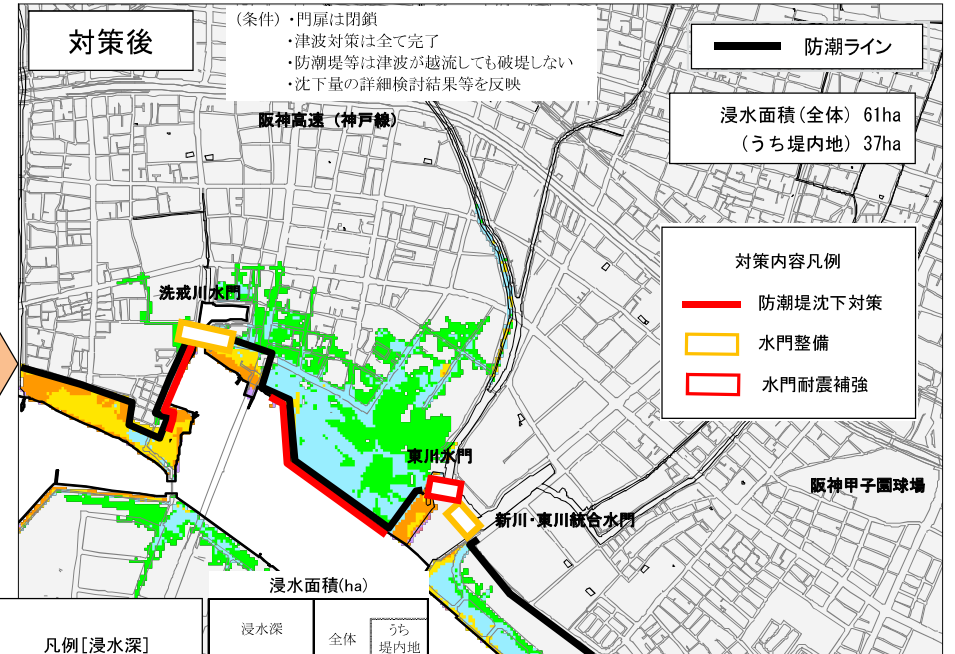 対策後
(条件)・門扉は閉鎖
・津波対策は全て完了
・防潮堤等は津波が越流しても破堤しない
・沈下量の詳細検討結果等を反映
防潮ライン
浸水面積(全体) 61ha
(うち堤内地) 37ha
阪神高速(神戸線)
対策内容凡例
防潮堤沈下対策
水門整備
水門耐震補強
洗戎川水門
東川水門
阪神甲子園球場
新川・東川統合水門
浸水面積(ha)
凡例[浸水深]
浸水深
全体
うち
堤内地